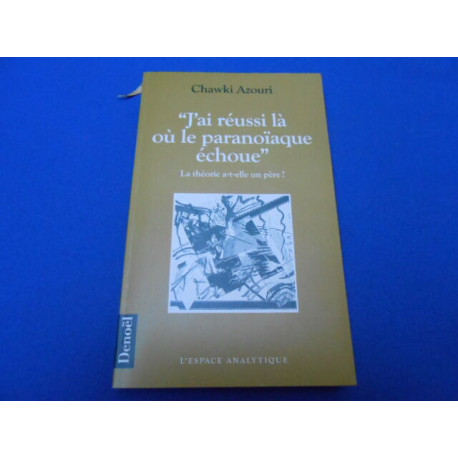 Chawki Azouri
“J'ai réussi là
où le paranoïaque
échoue”
La théorie a-t-elle un père ?
Denoël
L'ESPACE ANALYTIQUE